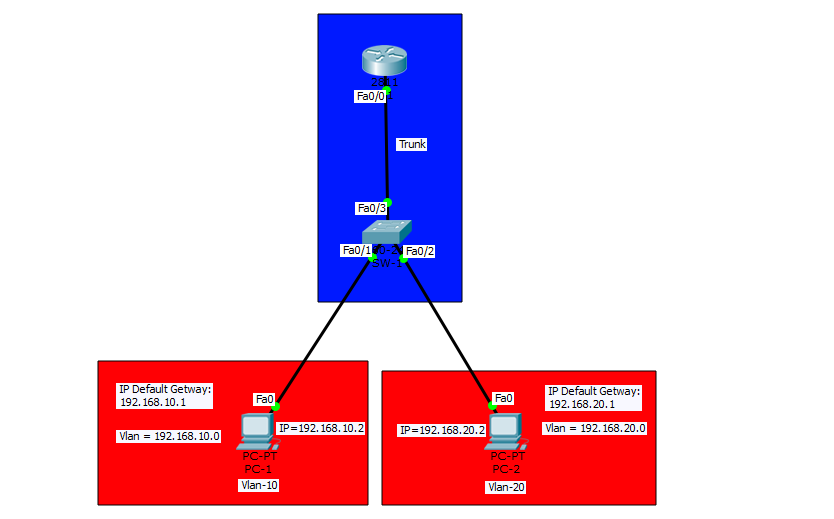 Fa0/0
Trunk
Fa0/3
Fa0/1
Fa0/2
SW-1
IP Default Getway:
192.168.10.1
Fa0
IP=192.168.10.2
Vlan = 192.168.10.0
PC-PT
PC-1
Vlan-10
Fa0
IP Default Getway:
192.168.20.1
IP=192.168.20.2
Vlan = 192.168.20.0
PC-PT
PC-2
Vlan-20